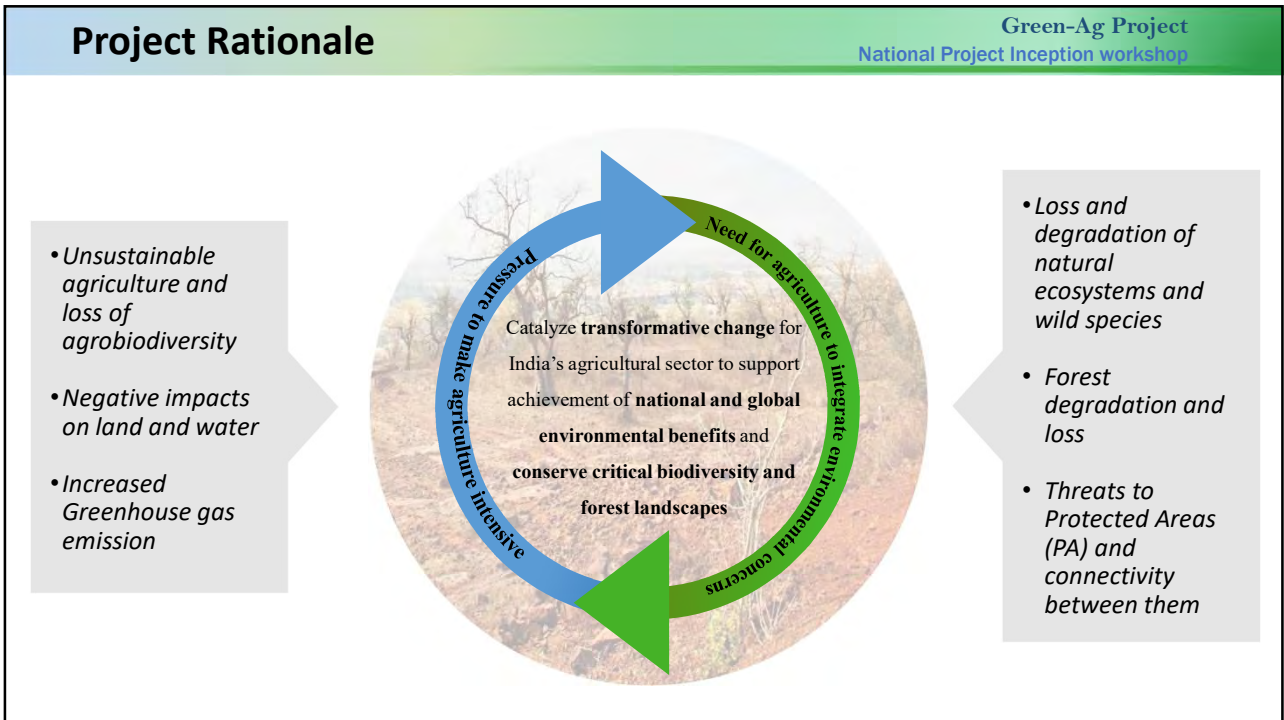 Project Rationale
Green-Ag Project
National Project Inception workshop
•Unsustainable
agriculture and
loss of
agrobiodiversity
•Negative impacts
on land and water
•Increased
Greenhouse gas
emission
Pressure to make agriculture intensive
Need for agriculture to integrate environmental concerns
Catalyze transformative change for
India's agricultural sector to support
achievement of national and global
environmental benefits and
conserve critical biodiversity and
forest landscapes
•Loss and
degradation of
natural
ecosystems and
wild species
• Forest
degradation and
loss
• Threats to
Protected Areas
(PA) and
connectivity
between them